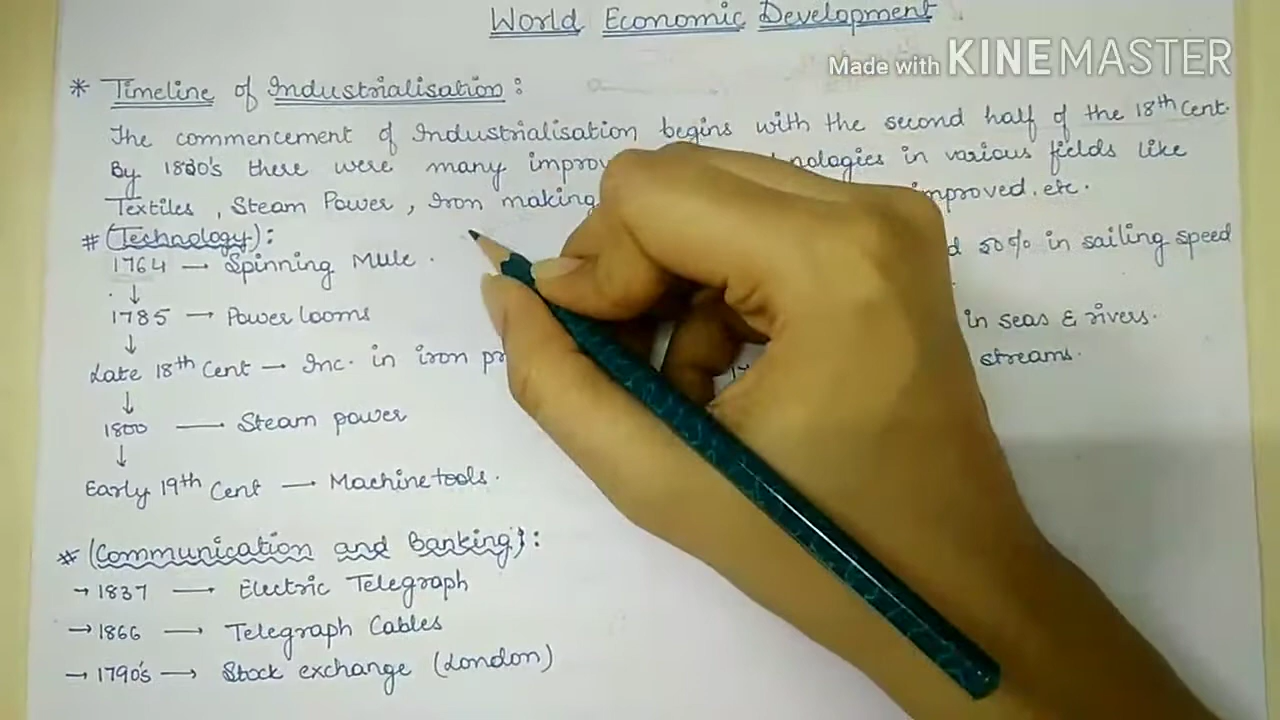 World Economic Development
Made with KINEMASTER
* Timeline of Industrialisation :
The commencement of Industrialisation begins with the second half of the 18th Cent.
By 1800's there were many improv nologies in various fields like
Textiles , Steam Power , Iron making improved . etc .
# (Technology) :
1764 → Spinning Mule .
d 50% in sailing speed
↓
1785 → Power looms
in seas & rivers .
↓
Late 18th Cent → Inc. in iron pr
streams .
↓
1800 → Steam power
↓
Early 19th Cent → Machine tools .
# (Communication and Banking) :
→ 1837 → Electric Telegraph
→ 1866 → Telegraph Cables
→ 1790's → Stock exchange (London)